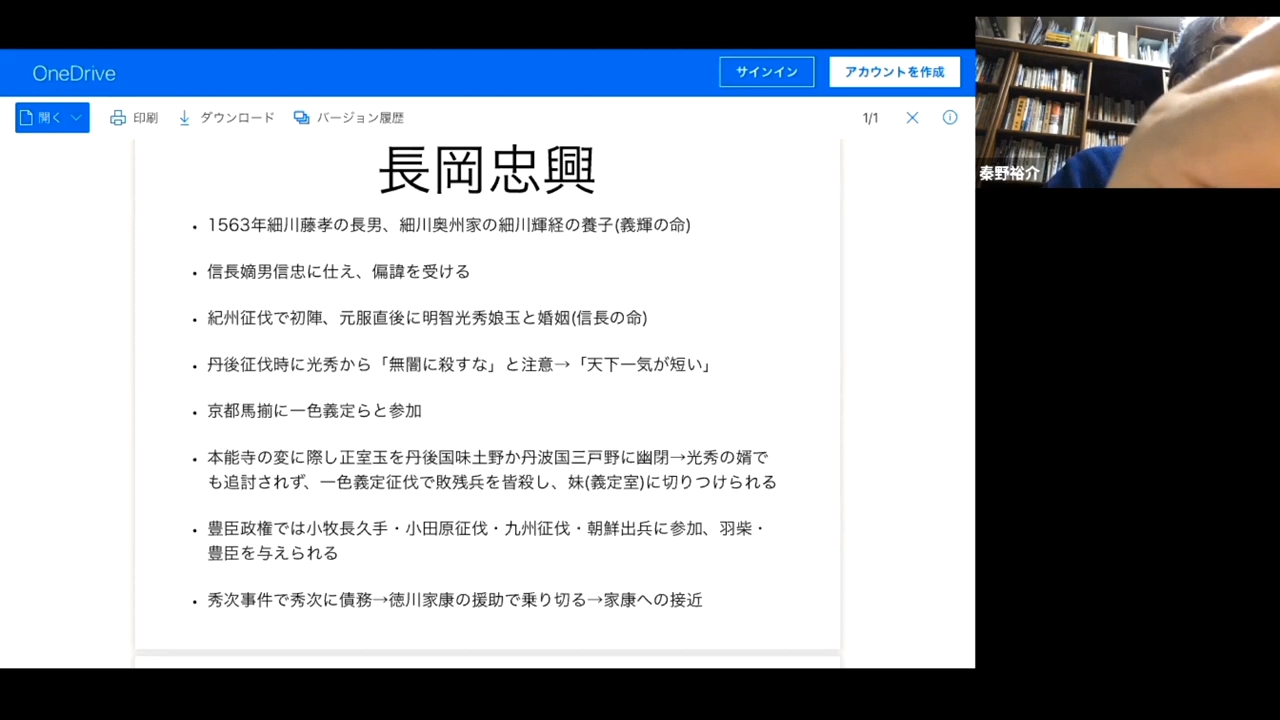 OneDrive
サインイン
アカウントを作成
開く
印刷
ダウンロード
バージョン履歴
1/1
秦野裕介
長岡忠興
• 1563年細川藤孝の長男、細川奥州家の細川輝経の養子(義輝の命)
• 信長嫡男信忠に仕え、偏諱を受ける
• 紀州征伐で初陣、元服直後に明智光秀娘玉と婚姻(信長の命)
• 丹後征伐時に光秀から「無闇に殺すな」と注意→「天下一気が短い」
• 京都馬揃に一色義定らと参加
• 本能寺の変に際し正室玉を丹後国味土野か丹波国三戸野に幽閉→光秀の婿で
も追討されず、一色義定征伐で敗残兵を皆殺し、妹(義定室)に切りつけられる
• 豊臣政権では小牧長久手・小田原征伐・九州征伐・朝鮮出兵に参加、羽柴・
豊臣を与えられる
• 秀次事件で秀次に債務→徳川家康の援助で乗り切る→家康への接近